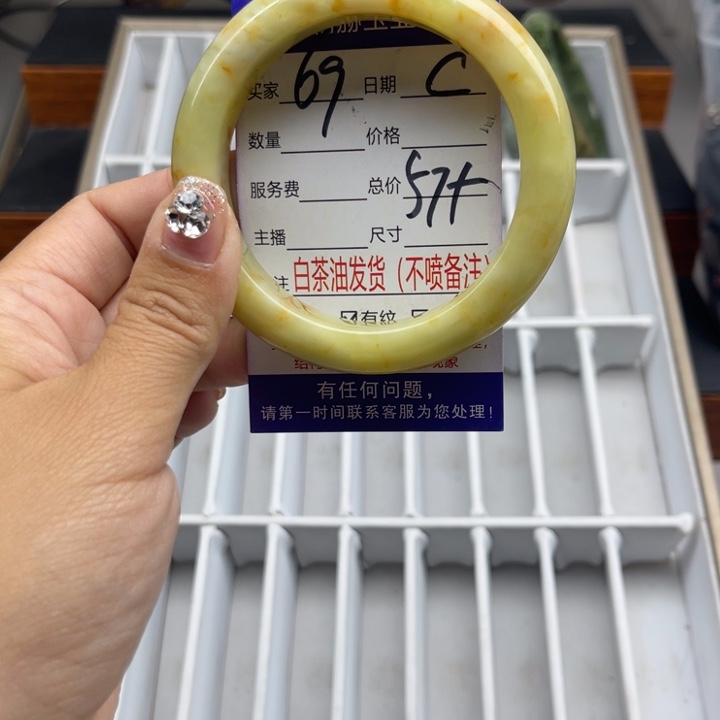 买家 69 日期 C
数量 价格
服务费 总价 57+
主播 尺寸
注 白茶油发货（不喷备注）
☑有纹
有任何问题，
请第一时间联系客服为您处理！